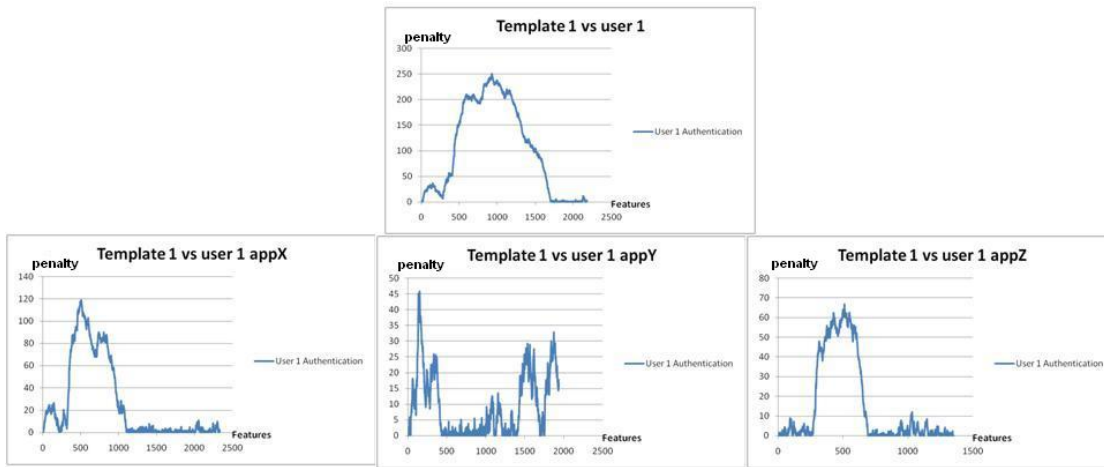 Template 1 vs user 1
penalty
300
250
200
150
100
50
0
0 500 1000 1500 2000 2500
Features
User 1 Authentication
Template 1 vs user 1 appX
penalty
140
120
100
80
60
40
20
0
0 500 1000 1500 2000 2500
Features
User 1 Authentication
Template 1 vs user 1 appY
penalty
50
45
40
35
30
25
20
15
10
5
0
0 500 1000 1500 2000 2500
Features
User 1 Authentication
Template 1 vs user 1 appZ
penalty
80
70
60
50
40
30
20
10
0
0 500 1000 1500
Features
User 1 Authentication